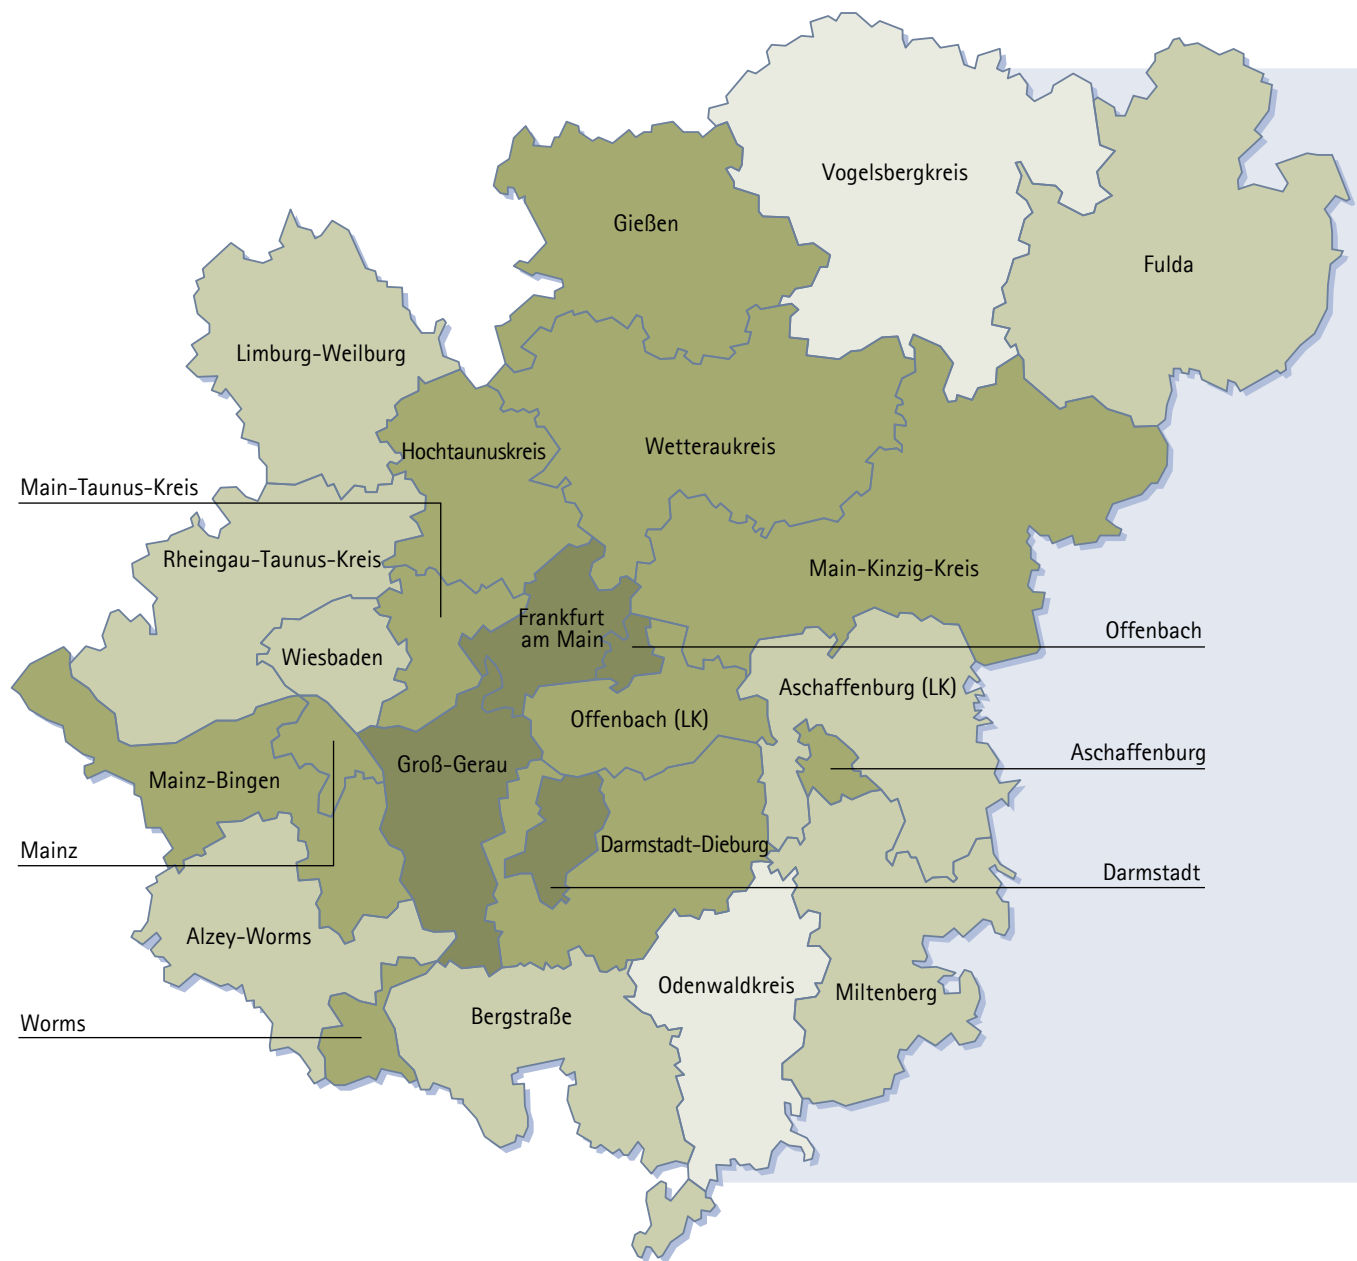 Vogelsbergkreis
Gießen
Fulda
Limburg-Weilburg
Wetteraukreis
Hochtaunuskreis
Main-Taunus-Kreis
Rheingau-Taunus-Kreis
Main-Kinzig-Kreis
Frankfurt
am Main
Offenbach
Wiesbaden
Aschaffenburg (LK)
Offenbach (LK)
Aschaffenburg
Groß-Gerau
Mainz-Bingen
Darmstadt-Dieburg
Mainz
Darmstadt
Alzey-Worms
Odenwaldkreis
Miltenberg
Bergstraße
Worms